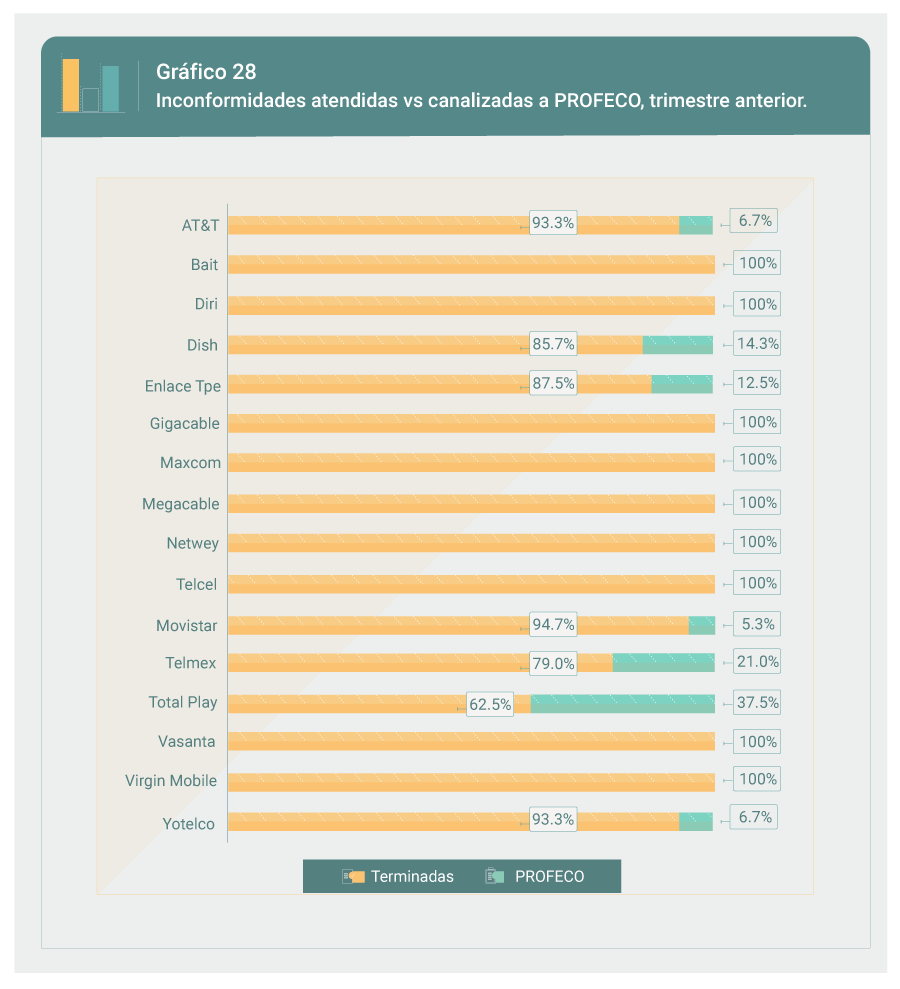 Gráfico 28
Inconformidades atendidas vs canalizadas a PROFECO, trimestre anterior.
AT&T 93.3% 6.7%
Bait 100%
Diri 100%
Dish 85.7% 14.3%
Enlace Tpe 87.5% 12.5%
Gigacable 100%
Maxcom 100%
Megacable 100%
Netwey 100%
Telcel 100%
Movistar 94.7% 5.3%
Telmex 79.0% 21.0%
Total Play 62.5% 37.5%
Vasanta 100%
Virgin Mobile 100%
Yotelco 93.3% 6.7%
Terminadas PROFECO